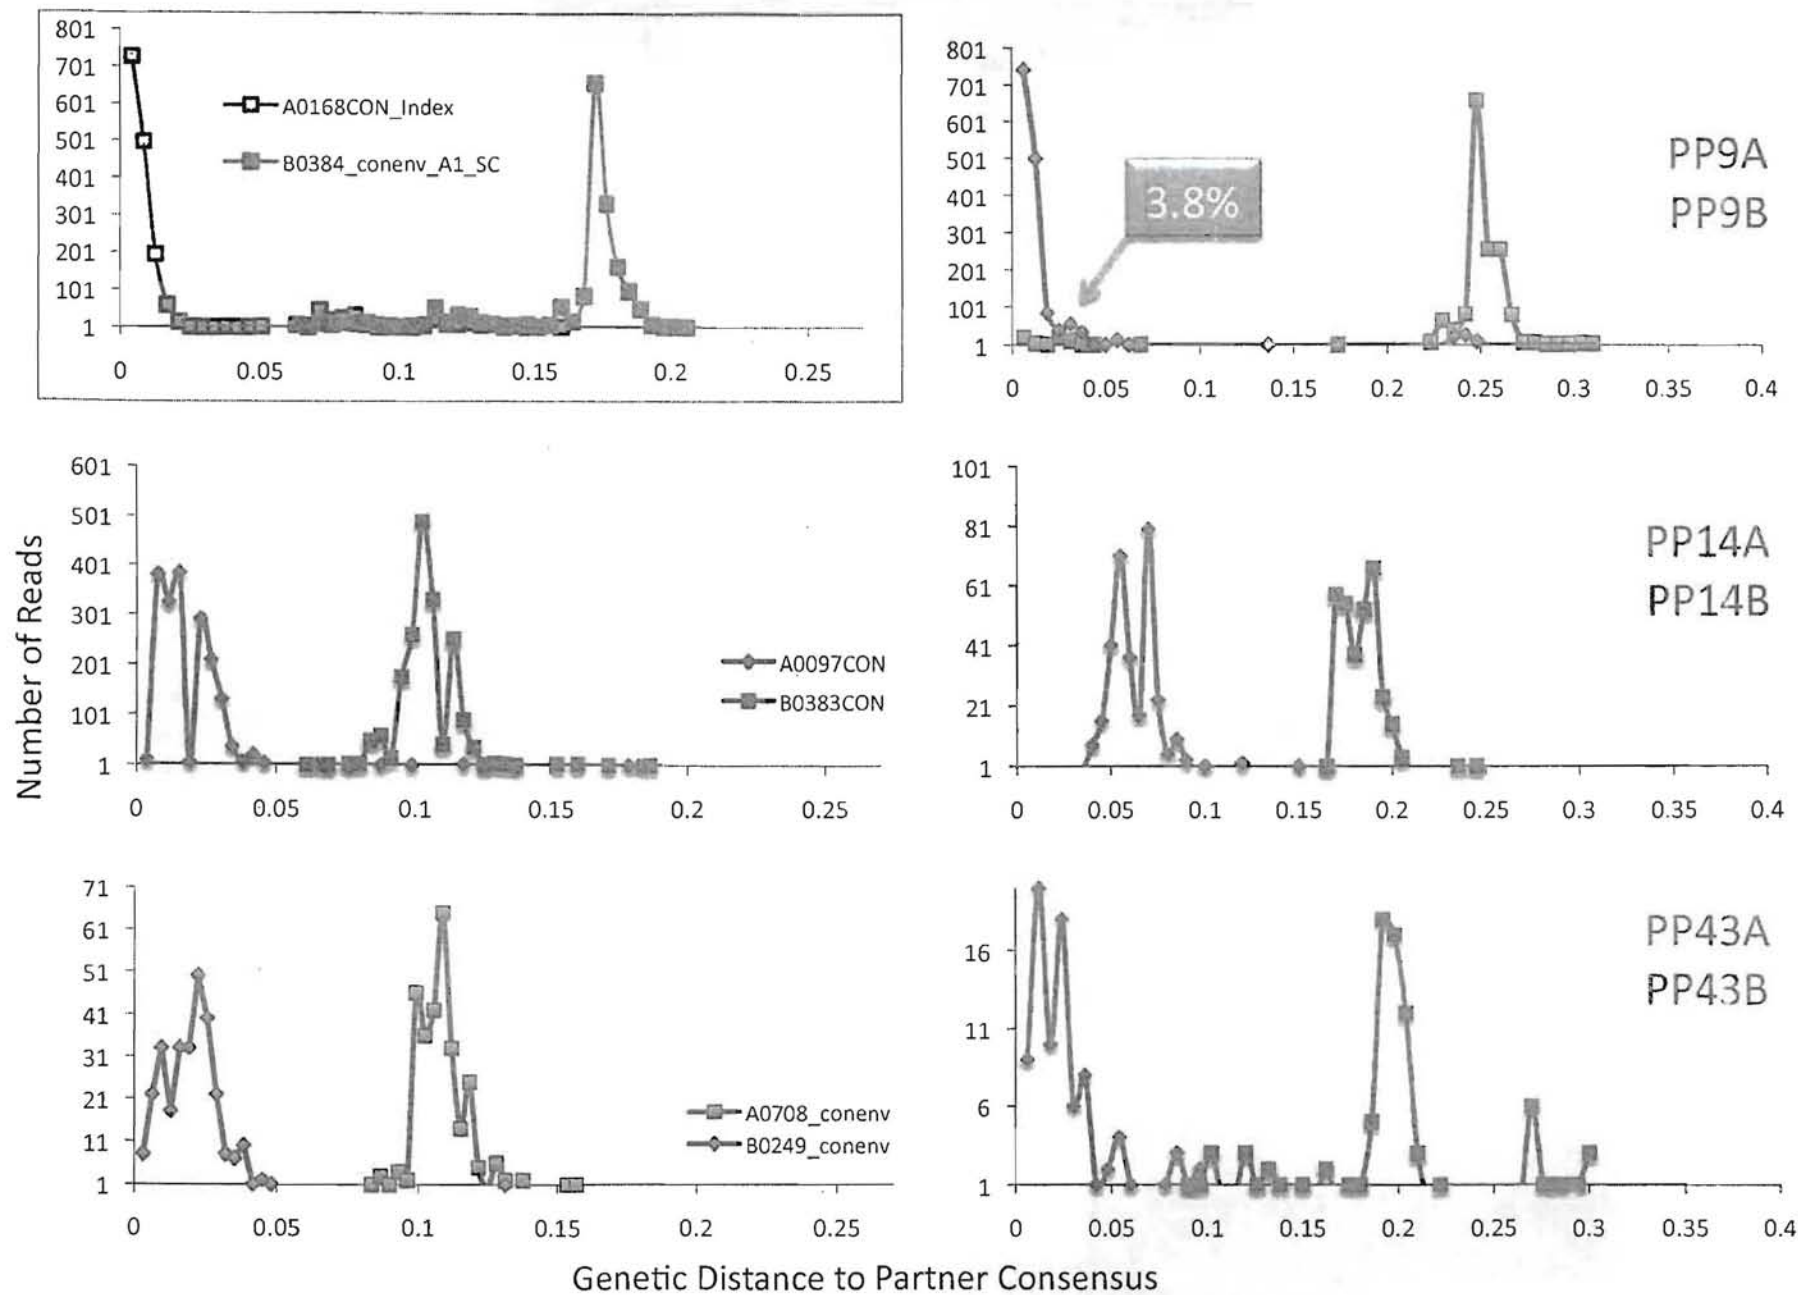 801
701
601
501
401
301
201
101
1
A0168CON_Index
B0384_conenv_A1_SC
0 0.05 0.1 0.15 0.2 0.25
801
701
601
501
401
301
201
101
1
3.8%
PP9A
PP9B
0 0.05 0.1 0.15 0.2 0.25 0.3 0.35 0.4
Number of Reads
601
501
401
301
201
101
1
A0097CON
B0383CON
0 0.05 0.1 0.15 0.2 0.25
101
81
61
41
21
1
PP14A
PP14B
0 0.05 0.1 0.15 0.2 0.25 0.3 0.35 0.4
71
61
51
41
31
21
11
1
A0708_conenv
B0249_conenv
0 0.05 0.1 0.15 0.2 0.25
16
11
6
1
PP43A
PP43B
0 0.05 0.1 0.15 0.2 0.25 0.3 0.35 0.4
Genetic Distance to Partner Consensus